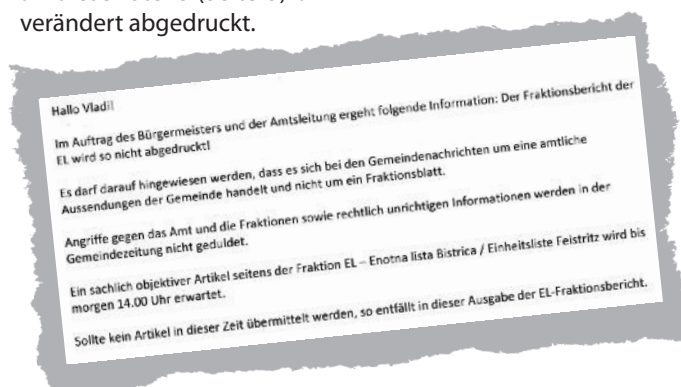 verändert abgedruckt.
Hallo Vladi!
Im Auftrag des Bürgermeisters und der Amtsleitung ergeht folgende Information: Der Fraktionsbericht der
EL wird so nicht abgedruckt!
Es darf darauf hingewiesen werden, dass es sich bei den Gemeindenachrichten um eine amtliche
Aussendungen der Gemeinde handelt und nicht um ein Fraktionsblatt.
Angriffe gegen das Amt und die Fraktionen sowie rechtlich unrichtigen Informationen werden in der
Gemeindezeitung nicht geduldet.
Ein sachlich objektiver Artikel seitens der Fraktion EL – Enotna lista Bistrica / Einheitsliste Feistritz wird bis
morgen 14.00 Uhr erwartet.
Sollte kein Artikel in dieser Zeit übermittelt werden, so entfällt in dieser Ausgabe der EL-Fraktionsbericht.